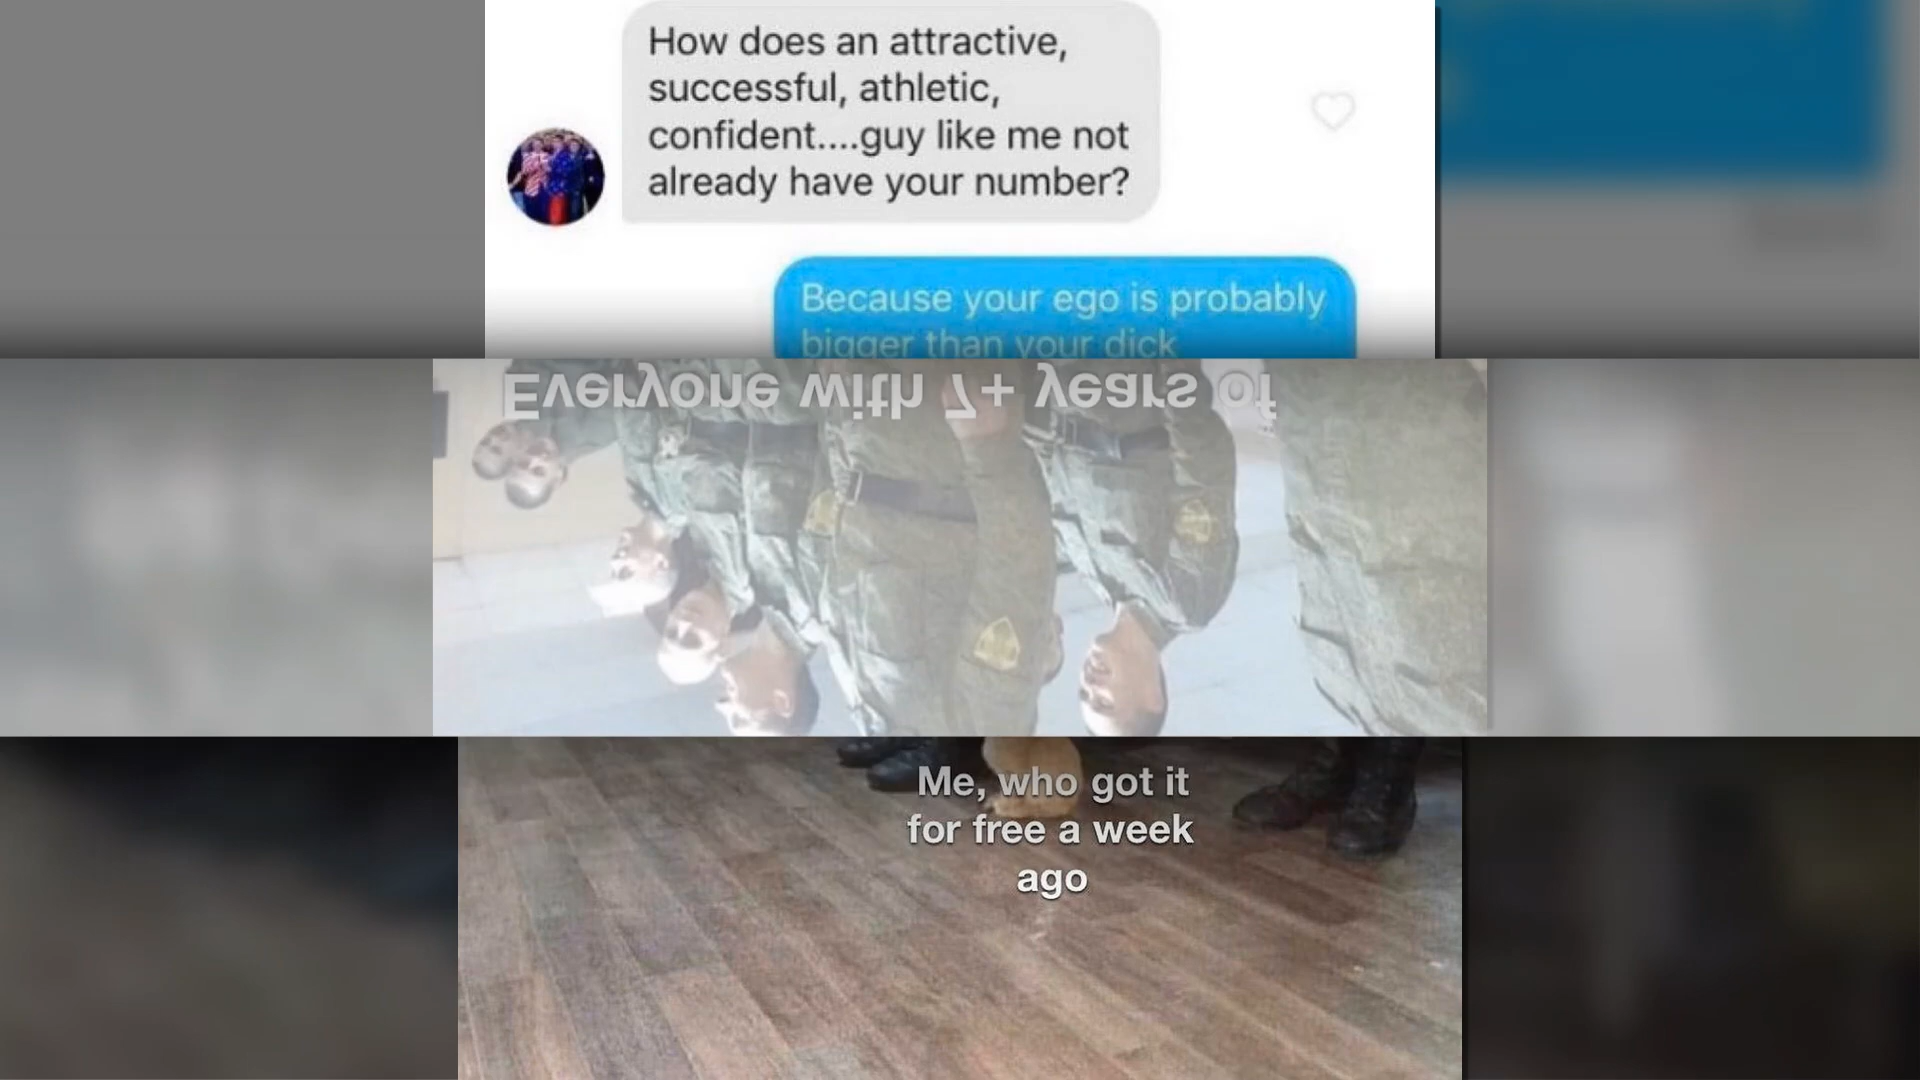 How does an attractive,
successful, athletic,
confident....guy like me not
already have your number?
Because your ego is probably
bigger than your dick
Everyone with 7+ years of
Me, who got it
for free a week
ago